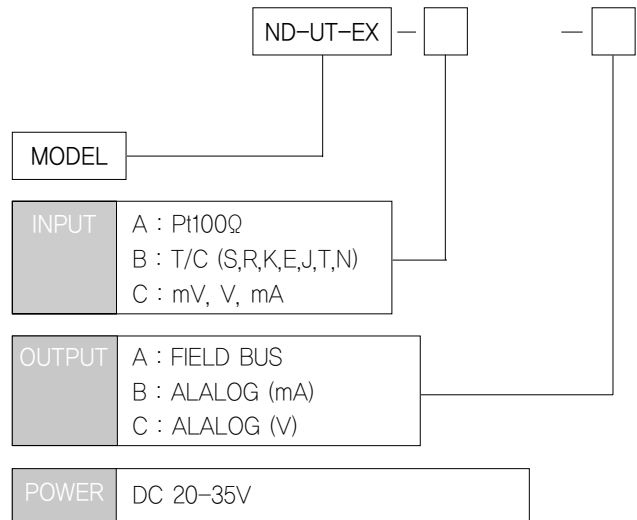 ND-UT-EX - -
MODEL
INPUT
A : Pt100Ω
B : T/C (S,R,K,E,J,T,N)
C : mV, V, mA
OUTPUT
A : FIELD BUS
B : ALALOG (mA)
C : ALALOG (V)
POWER
DC 20-35V